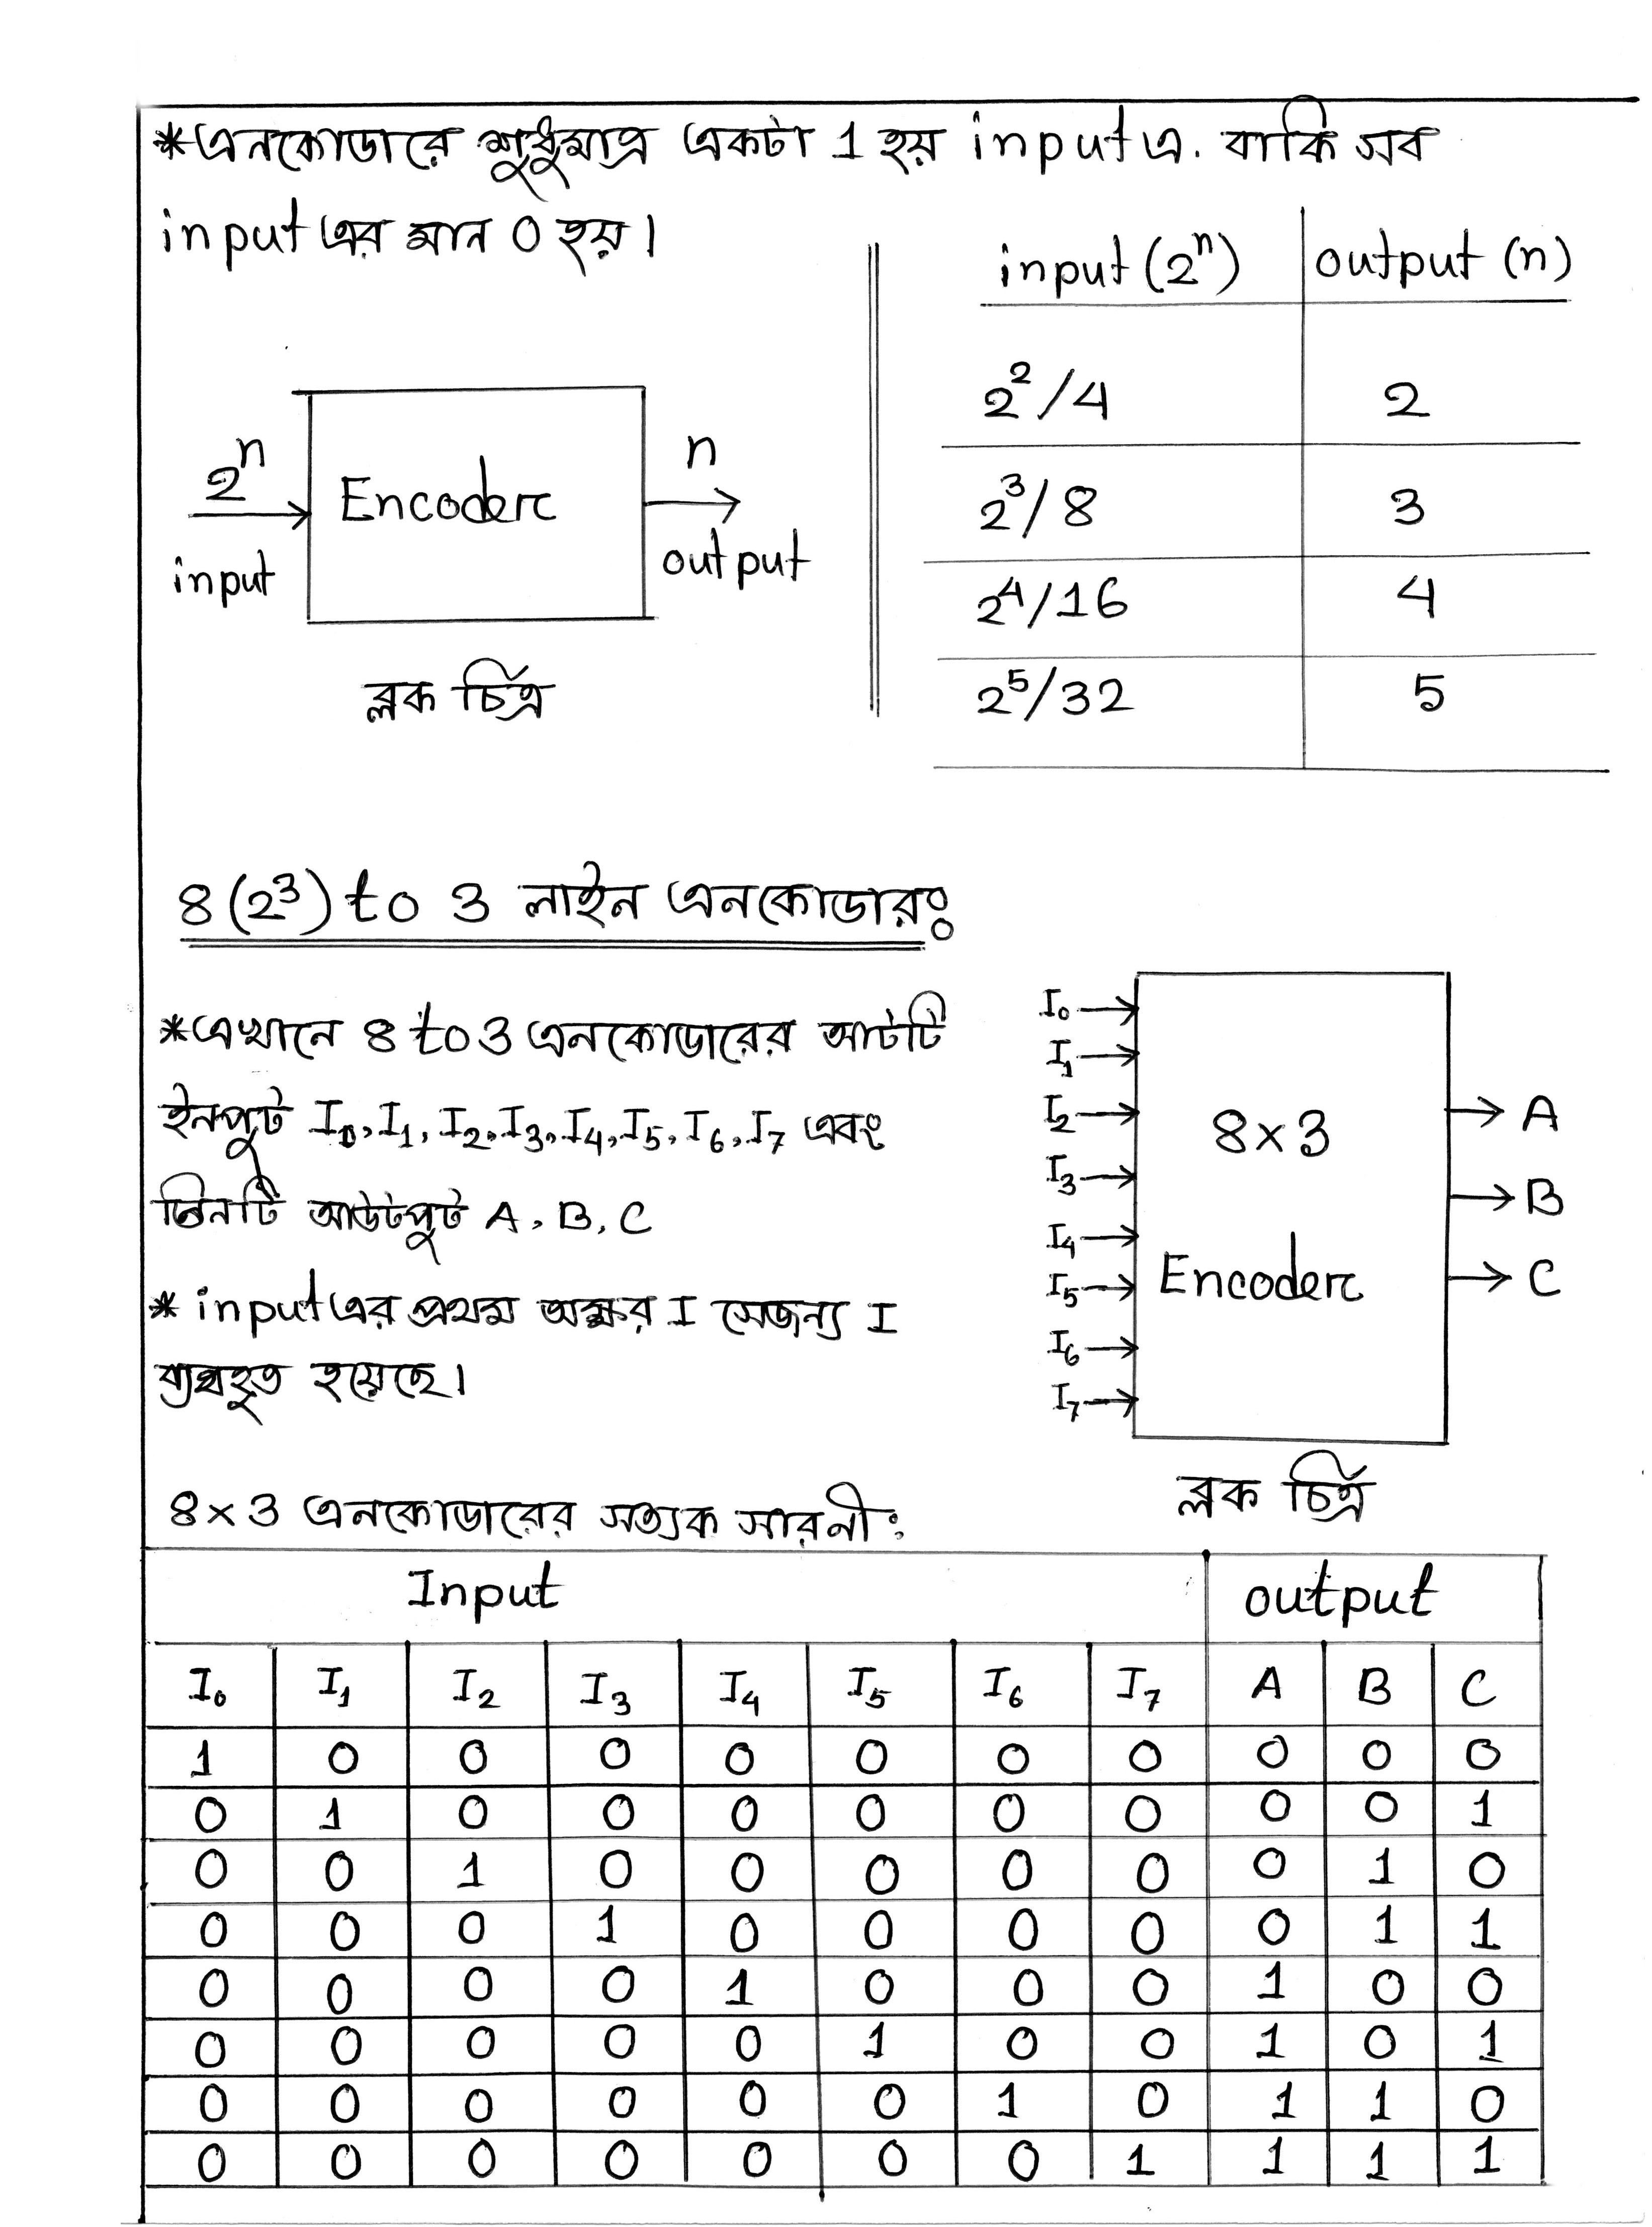 *এনকোডারে শুধুমাত্র একটা 1 হয় input এ. বাকি সব
input এর মান 0 হয়।
2ⁿ
input
Encoder
n
output
ব্লক চিত্র
input (2ⁿ) output (n)
2²/4 2
2³/8 3
2⁴/16 4
2⁵/32 5
8 (2³) to 3 লাইন এনকোডারঃ
*এখানে 8 to 3 এনকোডারের আটটি
ইনপুট I₀, I₁, I₂, I₃, I₄, I₅, I₆, I₇ এবং
তিনটি আউটপুট A, B, C
* input এর প্রথম অক্ষর I সেজন্য I
ব্যবহৃত হয়েছে।
I₀
I₁
I₂
I₃
I₄
I₅
I₆
I₇
8×3
Encoder
A
B
C
ব্লক চিত্র
8×3 এনকোডারের সত্যক সারনী:
Input output
I₀ I₁ I₂ I₃ I₄ I₅ I₆ I₇ A B C
1 0 0 0 0 0 0 0 0 0 0
0 1 0 0 0 0 0 0 0 0 1
0 0 1 0 0 0 0 0 0 1 0
0 0 0 1 0 0 0 0 0 1 1
0 0 0 0 1 0 0 0 1 0 0
0 0 0 0 0 1 0 0 1 0 1
0 0 0 0 0 0 1 0 1 1 0
0 0 0 0 0 0 0 1 1 1 1